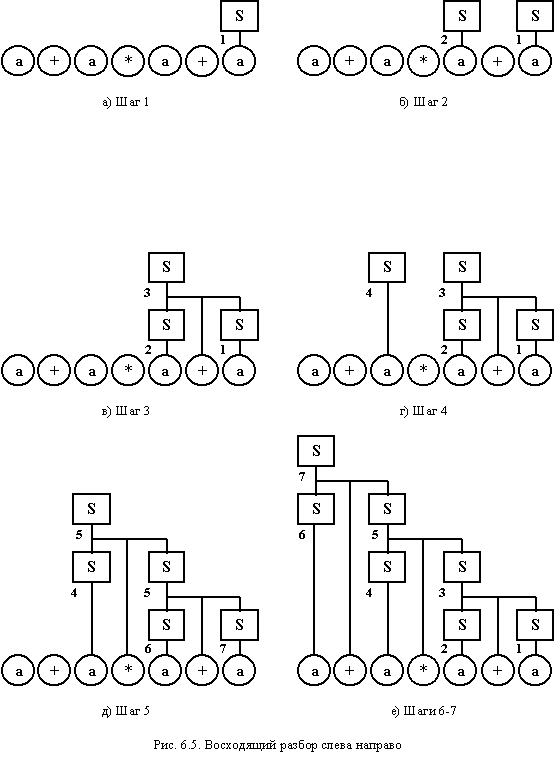 S S S
1 2 1
a + a * a + a a + a * a + a
а) Шаг 1 б) Шаг 2
S S S
3 4 3
S S S S
2 1 2 1
a + a * a + a a + a * a + a
в) Шаг 3 г) Шаг 4
S
7
S S S
5 6 5
S S S S
4 5 4 3
S S S S
6 7 2 1
a + a * a + a a + a * a + a
д) Шаг 5 е) Шаги 6-7
Рис. 6.5. Восходящий разбор слева направо